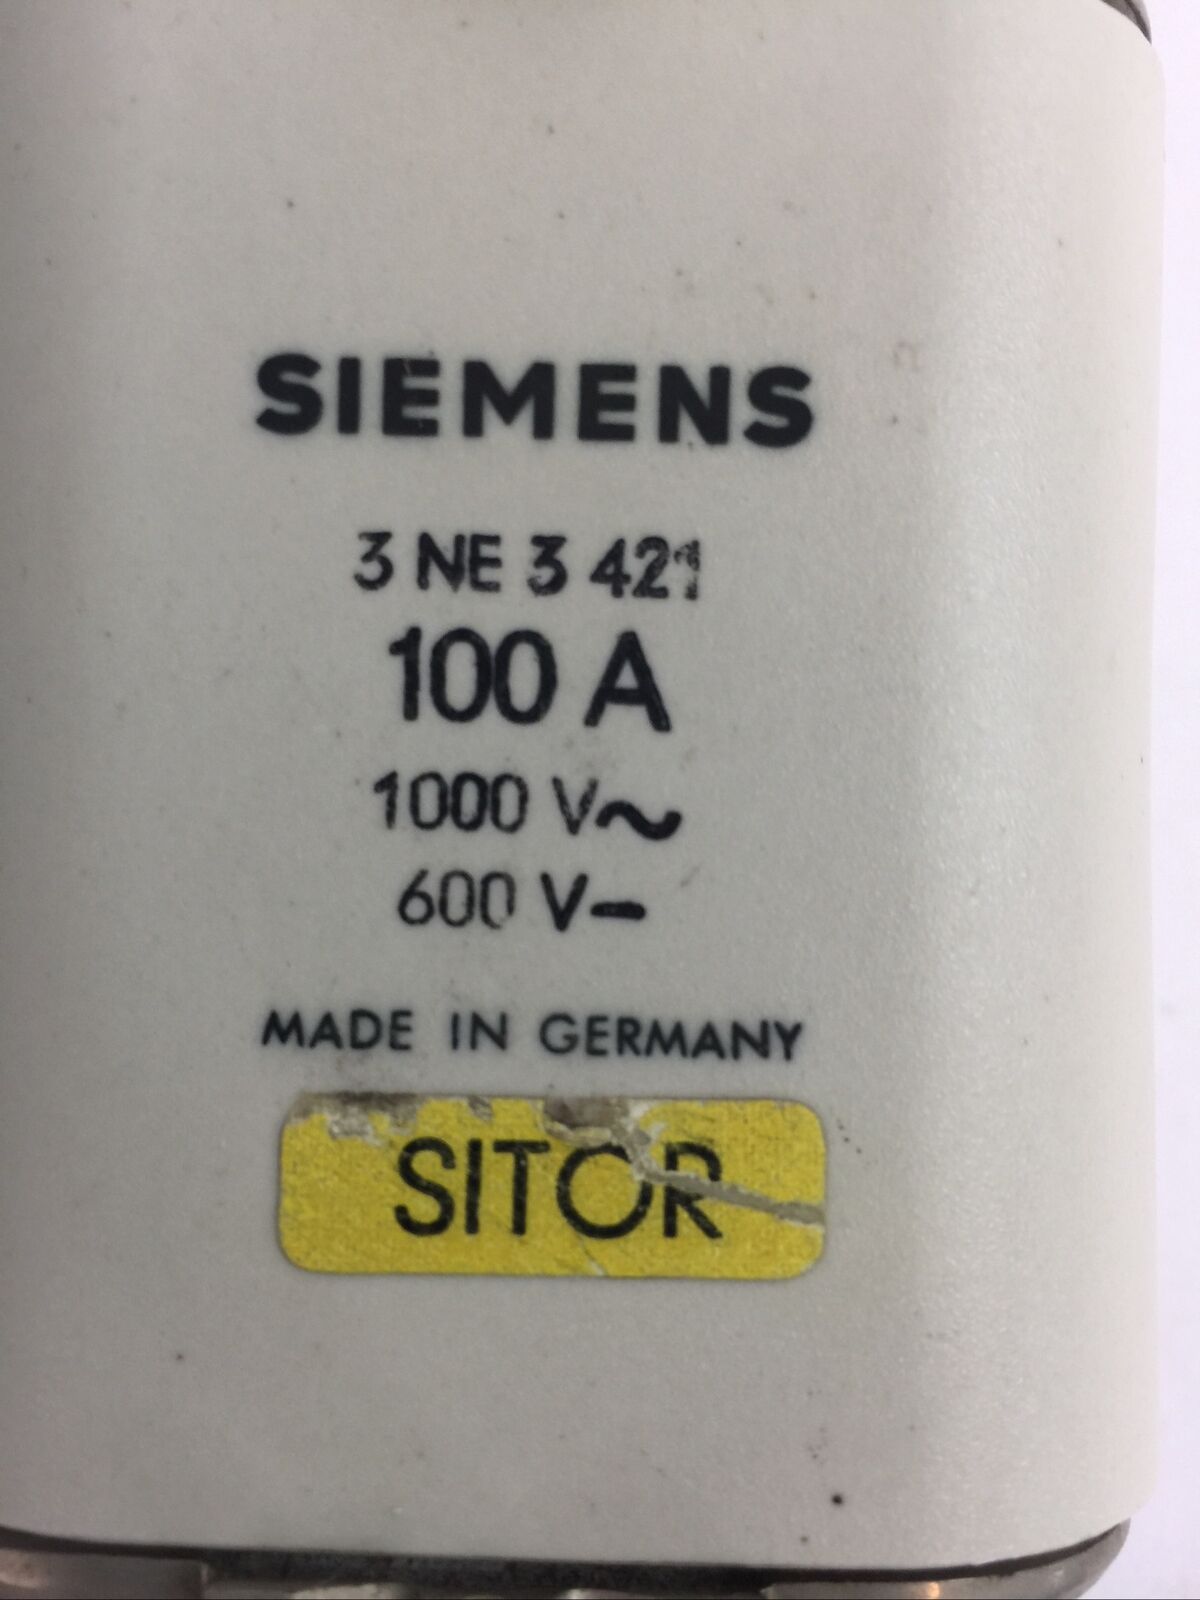 SIEMENS
3 NE 3 421
100 A
1000 V~
600 V–
MADE IN GERMANY
SITOR